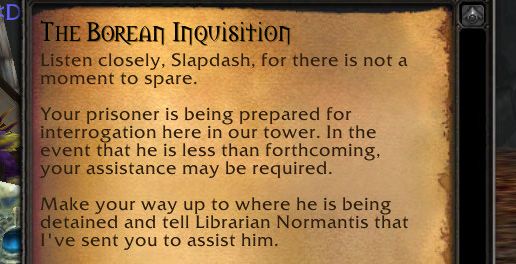 :D
The Borean Inquisition
Listen closely, Slapdash, for there is not a
moment to spare.
Your prisoner is being prepared for
interrogation here in our tower. In the
event that he is less than forthcoming,
your assistance may be required.
Make your way up to where he is being
detained and tell Librarian Normantis that
I've sent you to assist him.